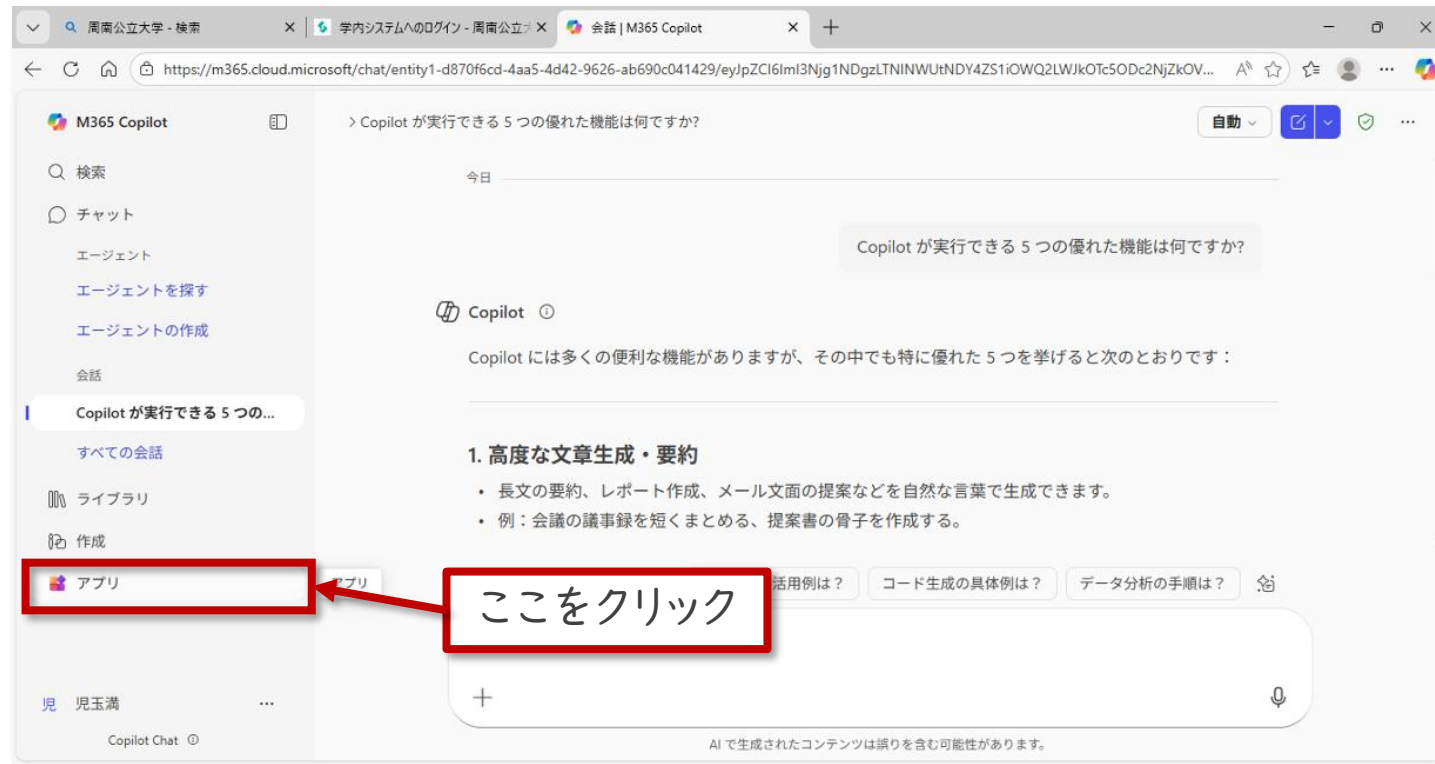 周南公立大学 - 検索
学内システムへのログイン - 周南公立大
会話 | M365 Copilot
https://m365.cloud.microsoft/chat/entity1-d870f6cd-4aa5-4d42-9626-ab690c041429/eyJpZCI6ImI3Njg1NDgzLTNlNWUtNDY4ZS1iOWQ2LWJkOTc5ODc2NjZkOV...
M365 Copilot
> Copilot が実行できる 5 つの優れた機能は何ですか?
自動
検索
今日
チャット
Copilot が実行できる 5 つの優れた機能は何ですか?
エージェント
エージェントを探す
エージェントの作成
Copilot
Copilot には多くの便利な機能がありますが、その中でも特に優れた 5 つを挙げると次のとおりです：
会話
Copilot が実行できる 5 つの...
すべての会話
1. 高度な文章生成・要約
• 長文の要約、レポート作成、メール文面の提案などを自然な言葉で生成できます。
• 例：会議の議事録を短くまとめる、提案書の骨子を作成する。
ライブラリ
作成
アプリ
アプリ
ここをクリック
活用例は？
コード生成の具体例は？
データ分析の手順は？
児 児玉満
Copilot Chat
AI で生成されたコンテンツは誤りを含む可能性があります。